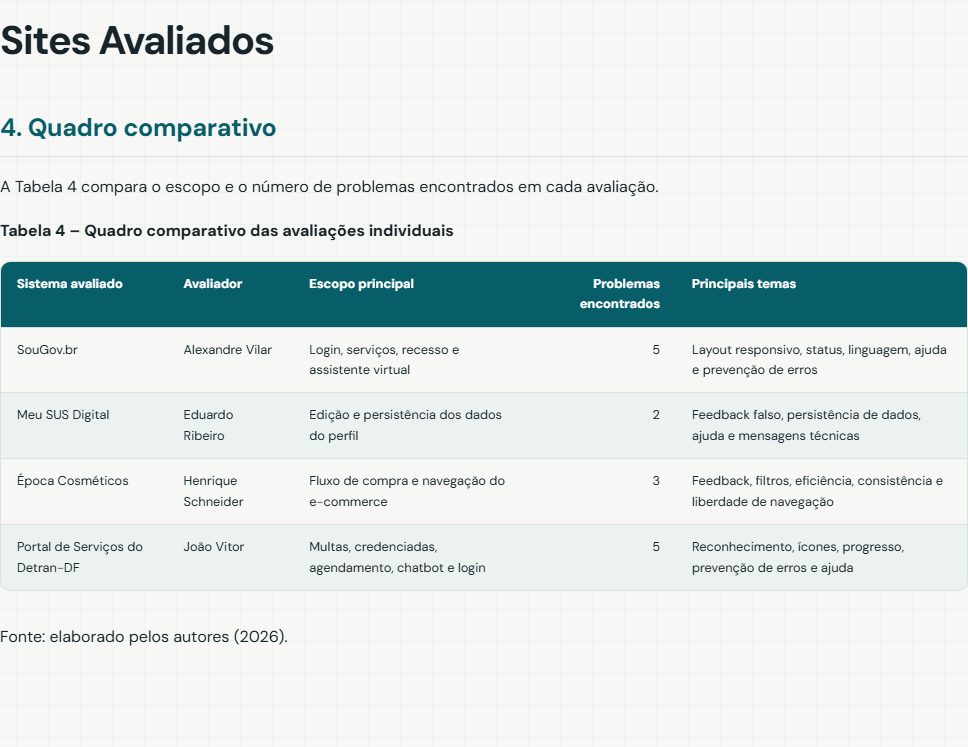 Sites Avaliados
4. Quadro comparativo
A Tabela 4 compara o escopo e o número de problemas encontrados em cada avaliação.
Tabela 4 – Quadro comparativo das avaliações individuais
Sistema avaliado Avaliador Escopo principal Problemas encontrados Principais temas
SouGov.br Alexandre Vilar Login, serviços, recesso e assistente virtual 5 Layout responsivo, status, linguagem, ajuda e prevenção de erros
Meu SUS Digital Eduardo Ribeiro Edição e persistência dos dados do perfil 2 Feedback falso, persistência de dados, ajuda e mensagens técnicas
Época Cosméticos Henrique Schneider Fluxo de compra e navegação do e-commerce 3 Feedback, filtros, eficiência, consistência e liberdade de navegação
Portal de Serviços do Detran-DF João Vitor Multas, credenciadas, agendamento, chatbot e login 5 Reconhecimento, ícones, progresso, prevenção de erros e ajuda
Fonte: elaborado pelos autores (2026).